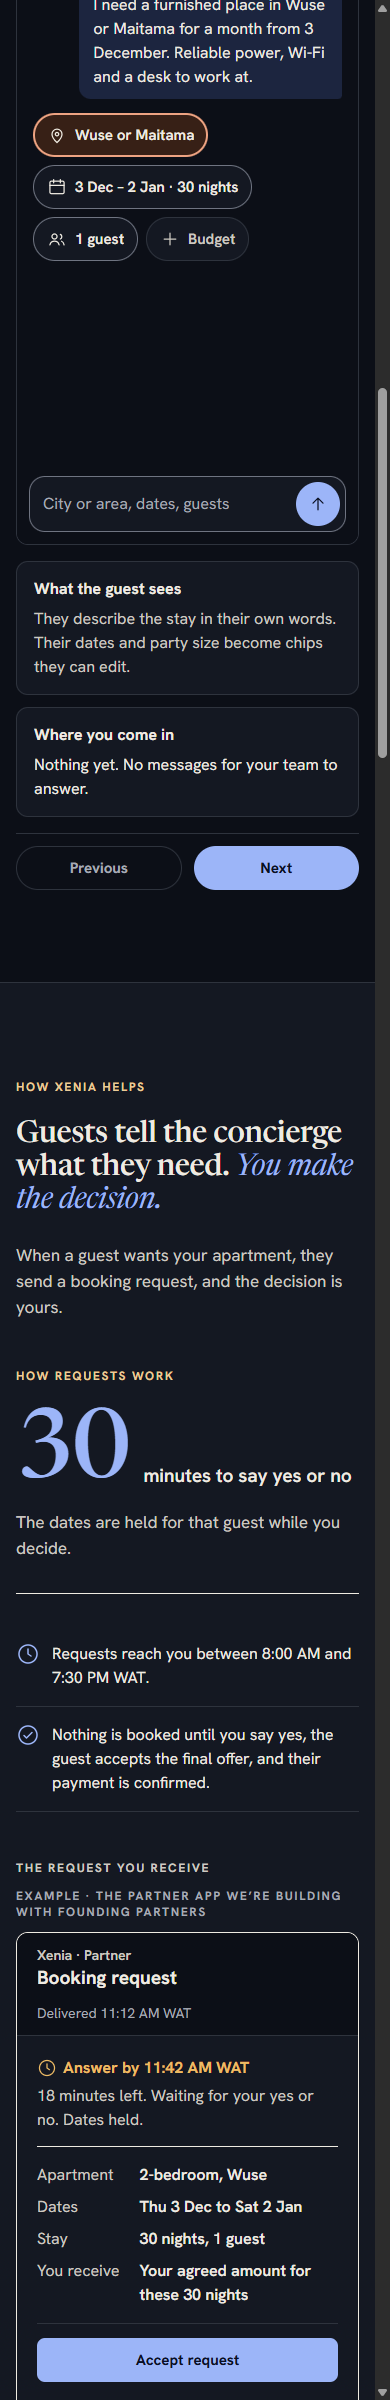 I need a furnished place in Wuse
or Maitama for a month from 3
December. Reliable power, Wi-Fi
and a desk to work at.
Wuse or Maitama
3 Dec – 2 Jan · 30 nights
1 guest
Budget
City or area, dates, guests
What the guest sees
They describe the stay in their own words.
Their dates and party size become chips
they can edit.
Where you come in
Nothing yet. No messages for your team to
answer.
Previous
Next
HOW XENIA HELPS
Guests tell the concierge
what they need. You make
the decision.
When a guest wants your apartment, they
send a booking request, and the decision is
yours.
HOW REQUESTS WORK
30 minutes to say yes or no
The dates are held for that guest while you
decide.
Requests reach you between 8:00 AM and
7:30 PM WAT.
Nothing is booked until you say yes, the
guest accepts the final offer, and their
payment is confirmed.
THE REQUEST YOU RECEIVE
EXAMPLE · THE PARTNER APP WE'RE BUILDING
WITH FOUNDING PARTNERS
Xenia · Partner
Booking request
Delivered 11:12 AM WAT
Answer by 11:42 AM WAT
18 minutes left. Waiting for your yes or
no. Dates held.
Apartment 2-bedroom, Wuse
Dates Thu 3 Dec to Sat 2 Jan
Stay 30 nights, 1 guest
You receive Your agreed amount for
these 30 nights
Accept request